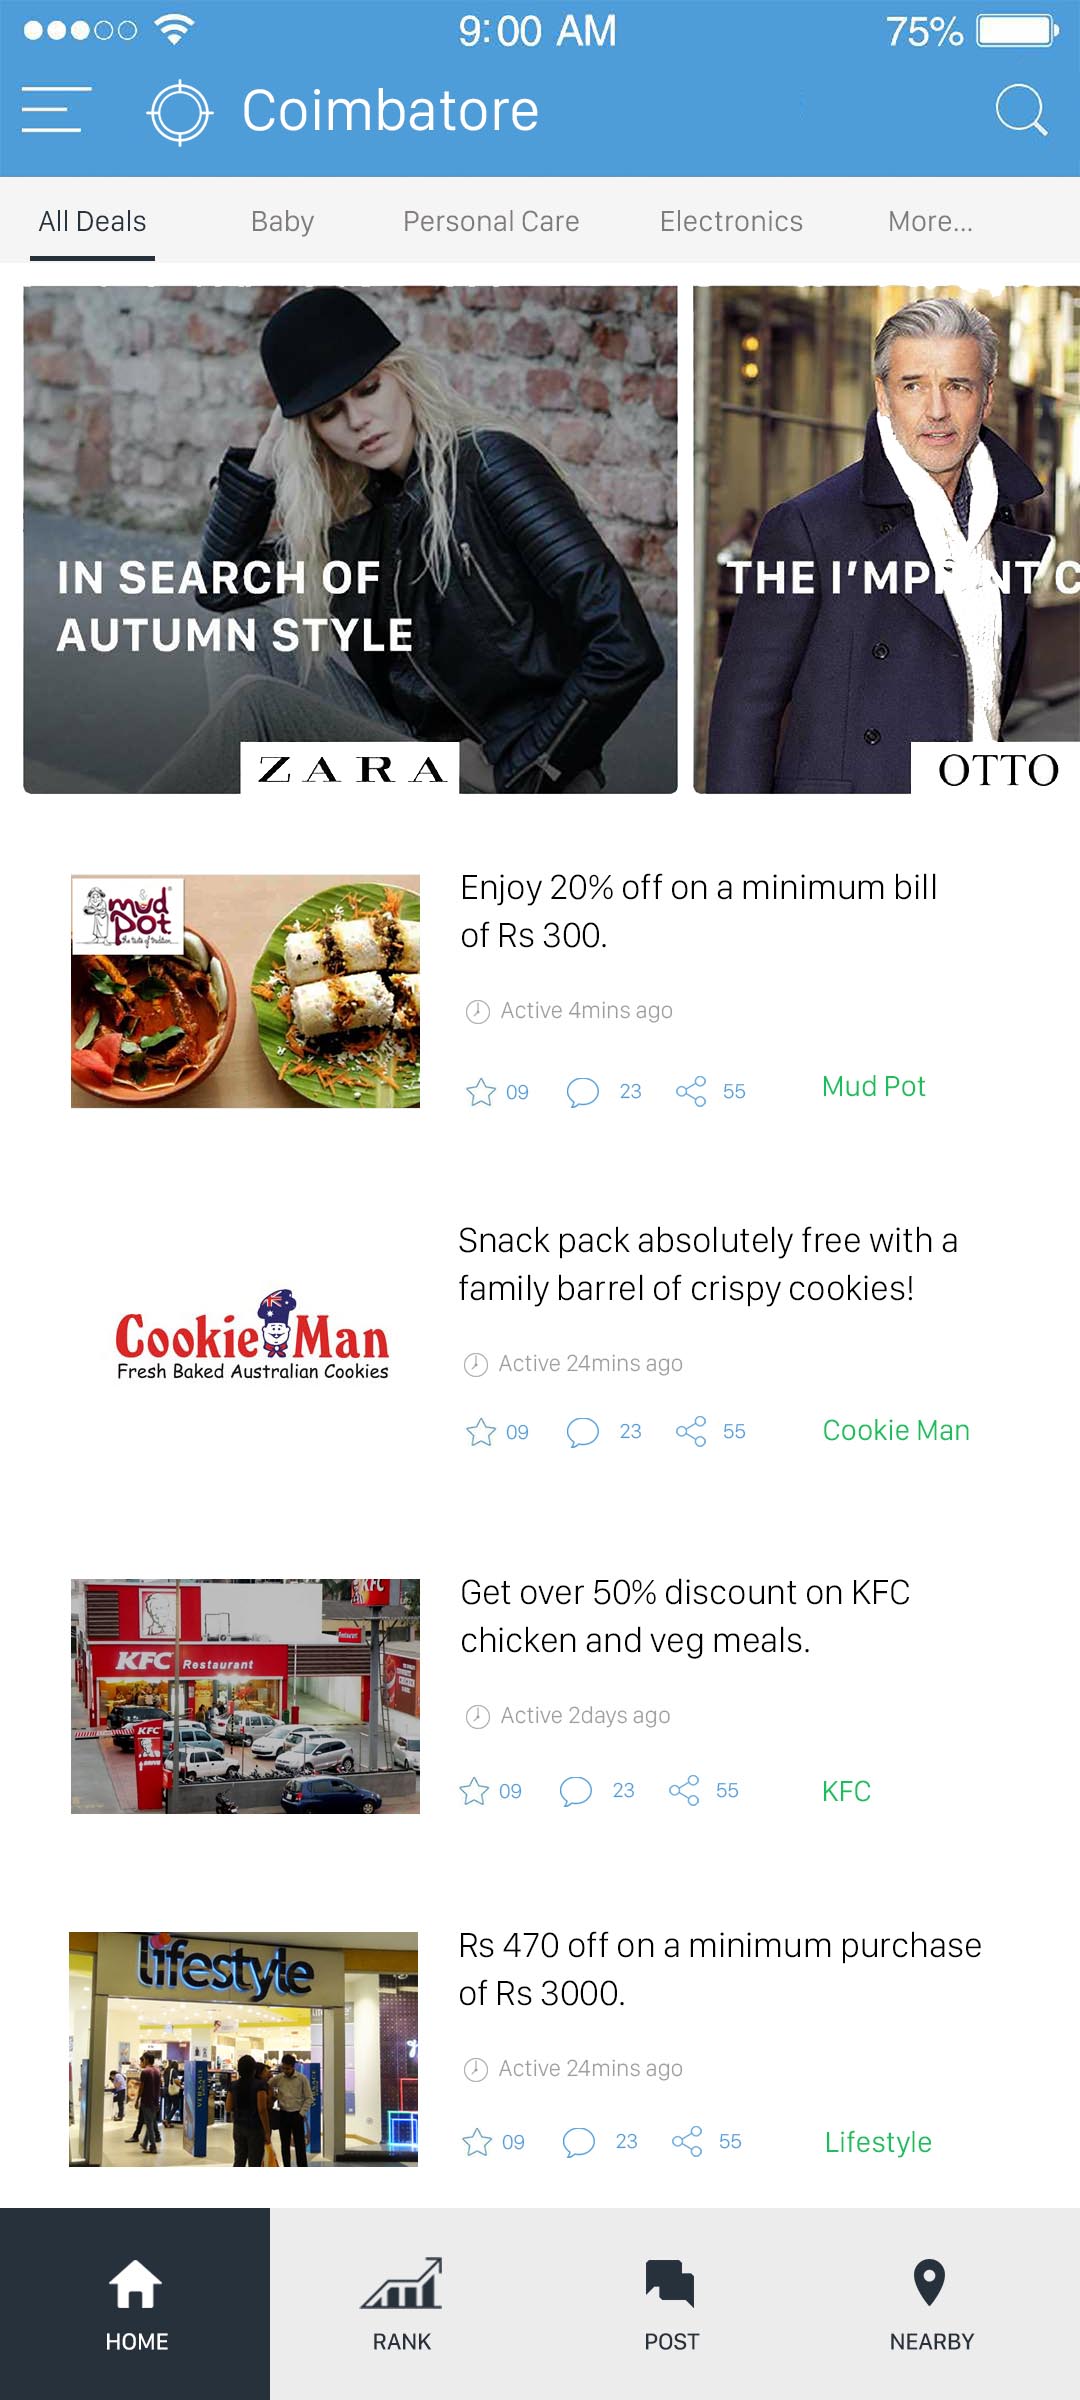 9:00 AM
75%
Coimbatore
All Deals
Baby
Personal Care
Electronics
More...
IN SEARCH OF
AUTUMN STYLE
ZARA
OTTO
mud
pot
the taste of tradition
Enjoy 20% off on a minimum bill
of Rs 300.
Active 4mins ago
09
23
55
Mud Pot
Cookie Man
Fresh Baked Australian Cookies
Snack pack absolutely free with a
family barrel of crispy cookies!
Active 24mins ago
09
23
55
Cookie Man
KFC
KFC Restaurant
KFC
Get over 50% discount on KFC
chicken and veg meals.
Active 2days ago
09
23
55
KFC
lifestyle
Rs 470 off on a minimum purchase
of Rs 3000.
Active 24mins ago
09
23
55
Lifestyle
HOME
RANK
POST
NEARBY